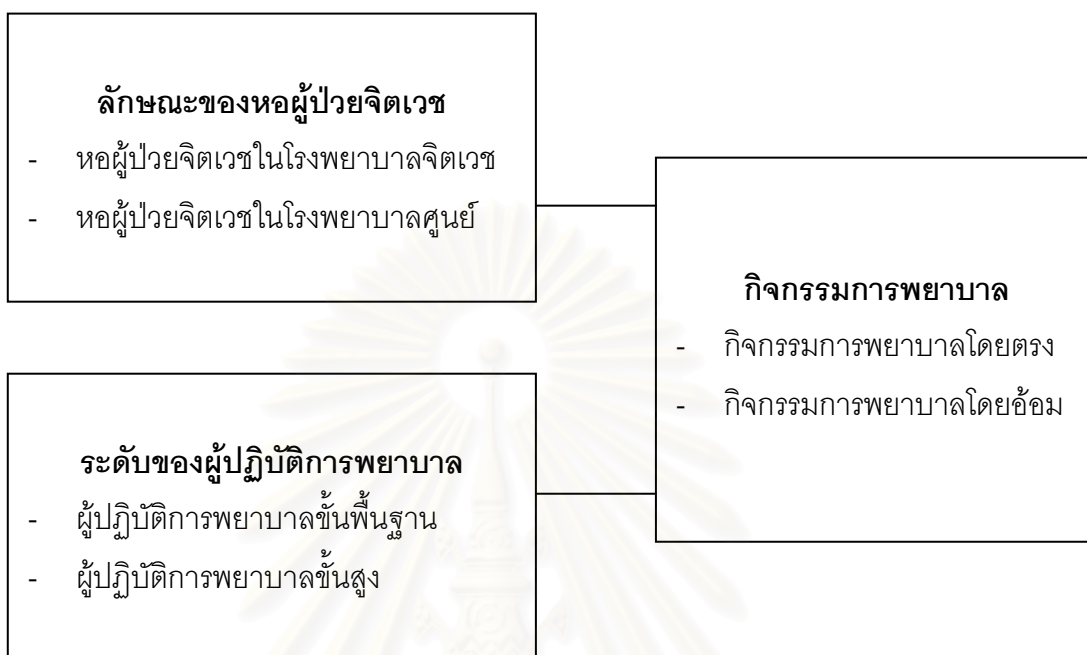 ลักษณะของหอผู้ป่วยจิตเวช
- หอผู้ป่วยจิตเวชในโรงพยาบาลจิตเวช
- หอผู้ป่วยจิตเวชในโรงพยาบาลศูนย์
ระดับของผู้ปฏิบัติการพยาบาล
- ผู้ปฏิบัติการพยาบาลขั้นพื้นฐาน
- ผู้ปฏิบัติการพยาบาลขั้นสูง
กิจกรรมการพยาบาล
- กิจกรรมการพยาบาลโดยตรง
- กิจกรรมการพยาบาลโดยอ้อม